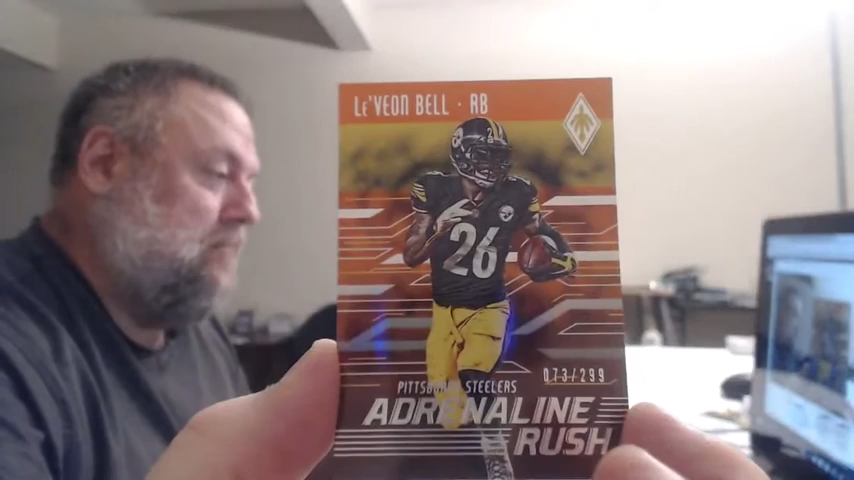 Le'VEON BELL · RB
26
PITTSBURGH STEELERS
073/299
ADRENALINE
RUSH